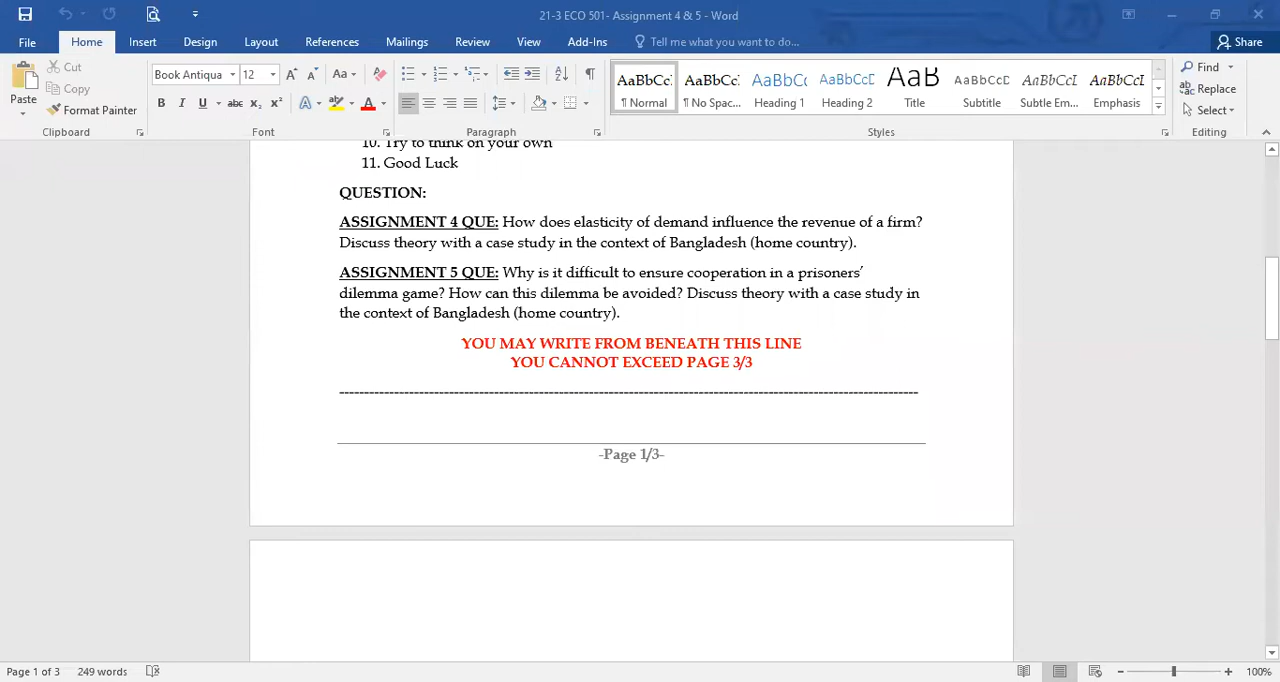 21-3 ECO 501- Assignment 4 & 5 - Word
File Home Insert Design Layout References Mailings Review View Add-Ins Tell me what you want to do... Share
Paste Cut Copy Format Painter
Book Antiqua 12
Clipboard Font Paragraph Styles Editing
AaBbCc AaBbCc AaBbCc AaBbCcD AaB AaBbCcD AaBbCcL AaBbCcL
¶ Normal ¶ No Spac... Heading 1 Heading 2 Title Subtitle Subtle Em... Emphasis
Find Replace Select
10. Try to think on your own
11. Good Luck
QUESTION:
ASSIGNMENT 4 QUE: How does elasticity of demand influence the revenue of a firm?
Discuss theory with a case study in the context of Bangladesh (home country).
ASSIGNMENT 5 QUE: Why is it difficult to ensure cooperation in a prisoners’
dilemma game? How can this dilemma be avoided? Discuss theory with a case study in
the context of Bangladesh (home country).
YOU MAY WRITE FROM BENEATH THIS LINE
YOU CANNOT EXCEED PAGE 3/3
-Page 1/3-
Page 1 of 3 249 words 100%